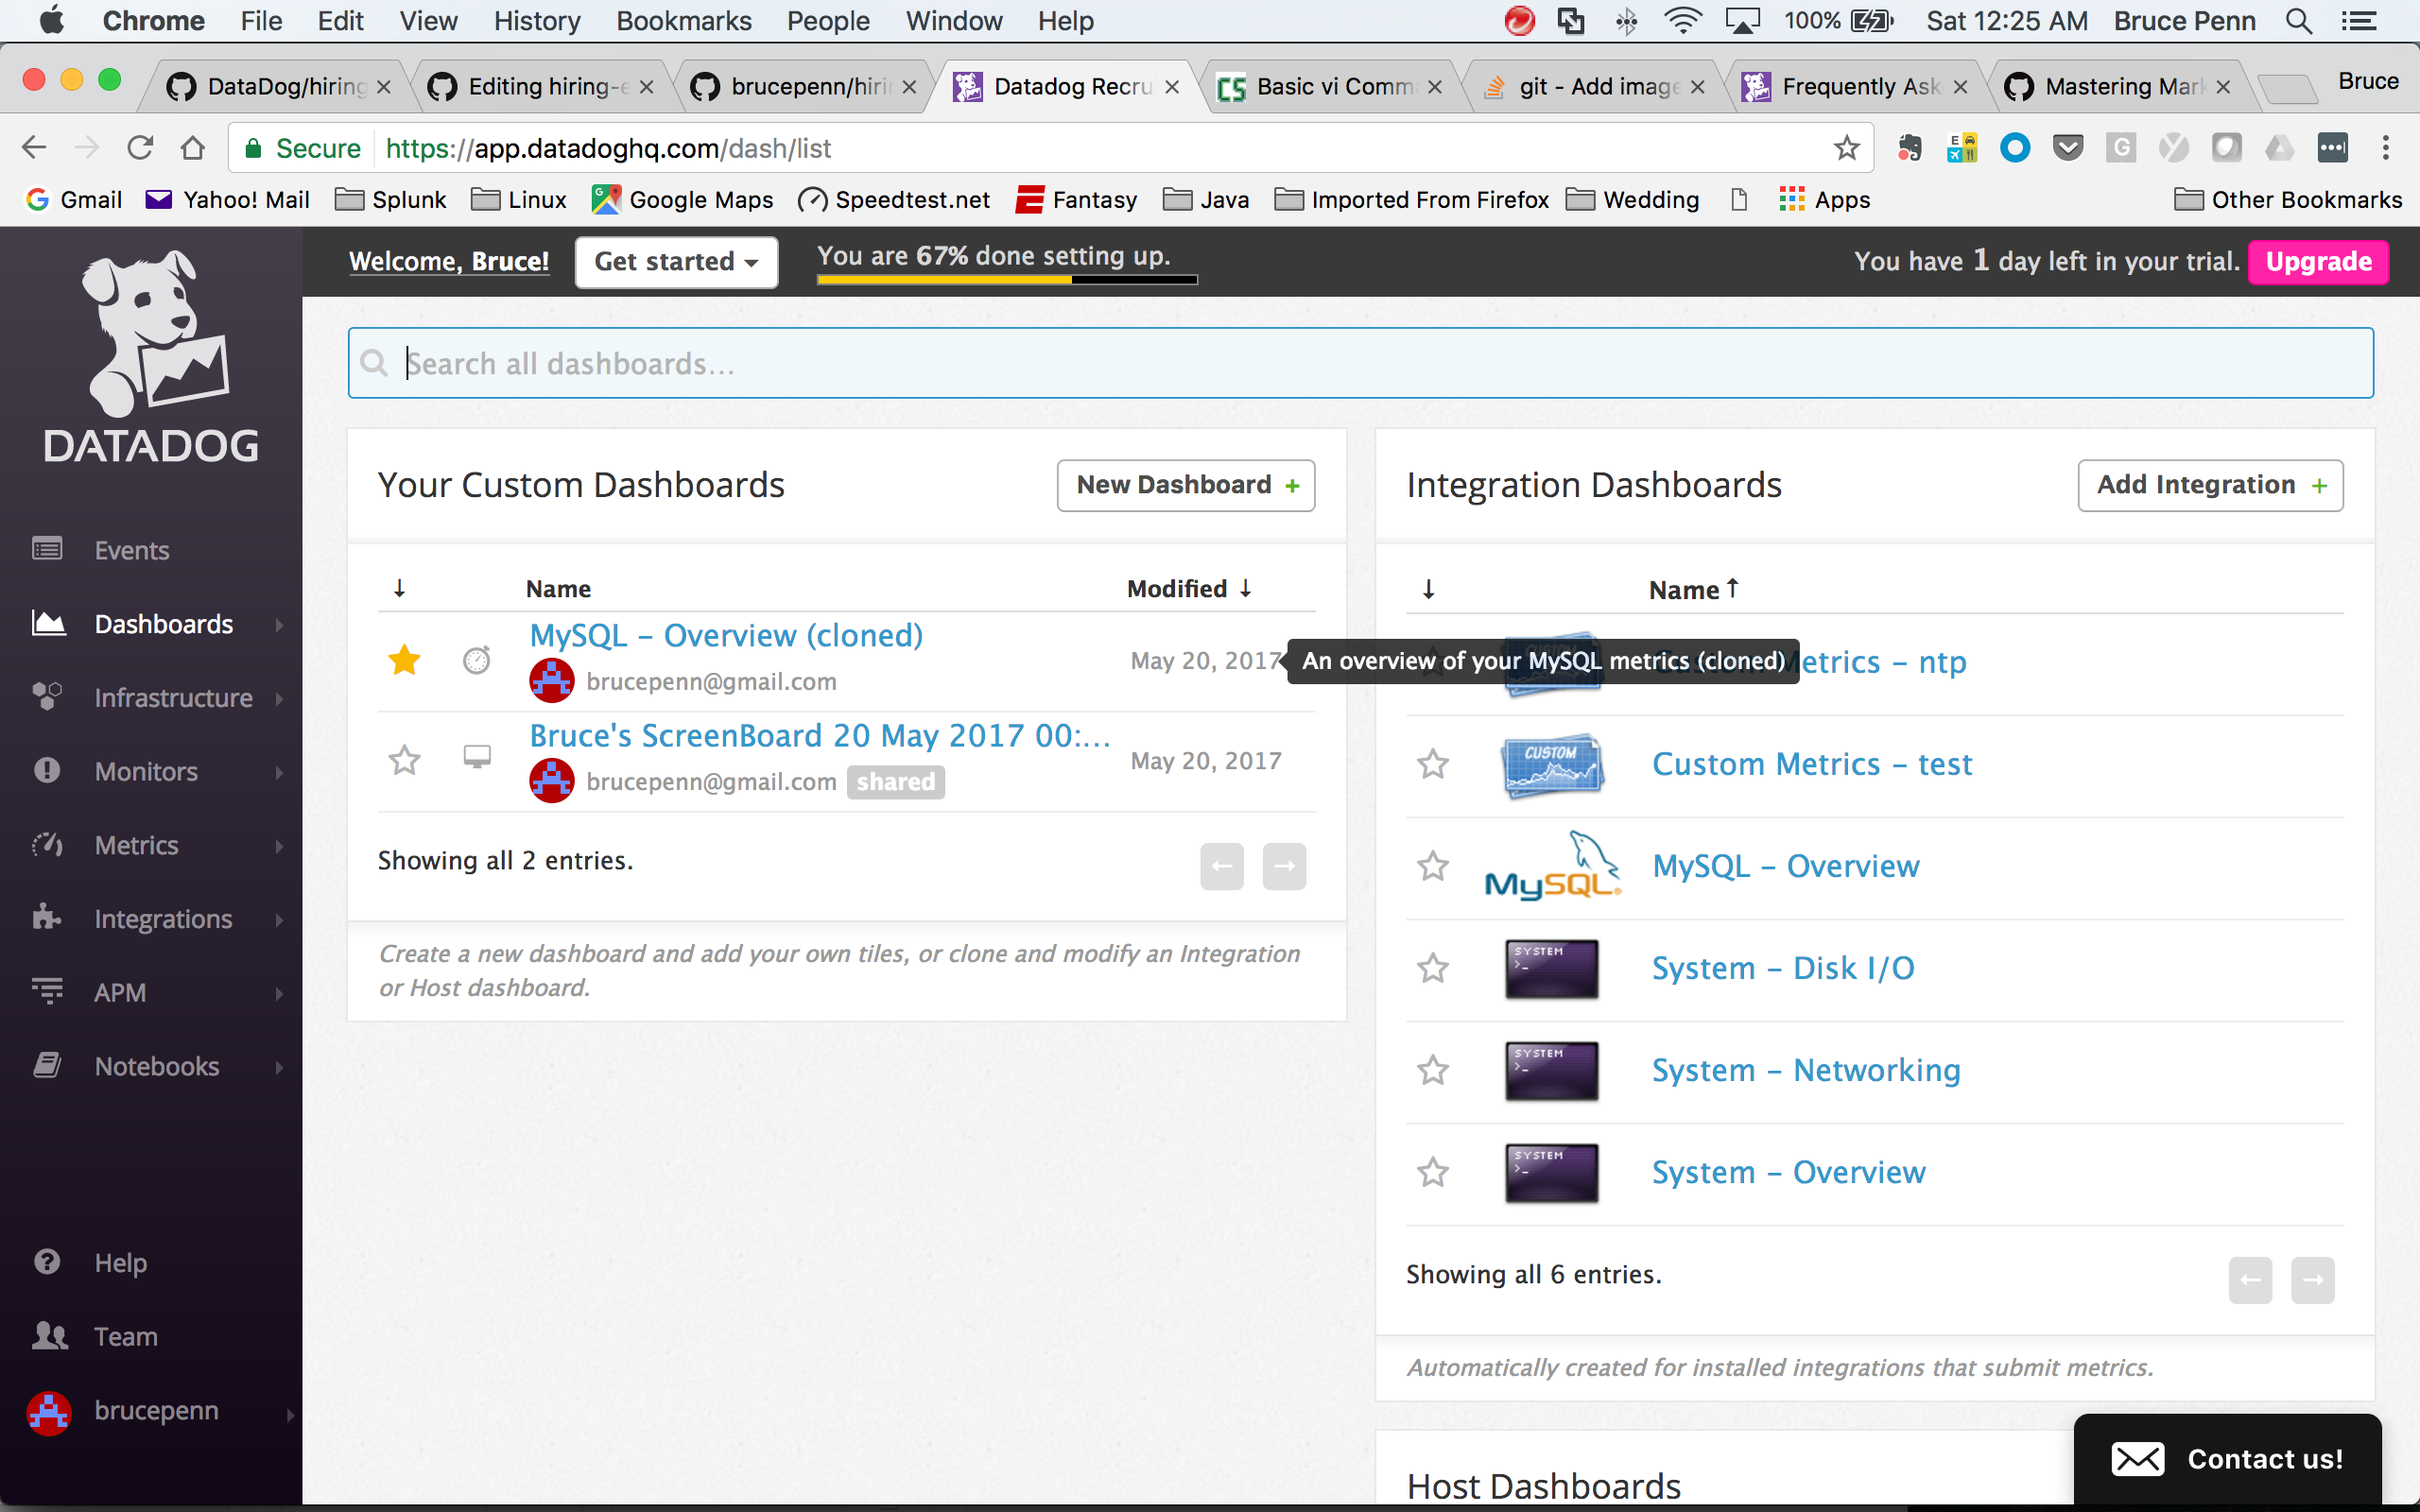 Chrome File Edit View History Bookmarks People Window Help 100% Sat 12:25 AM Bruce Penn
DataDog/hiring Editing hiring-e brucepenn/hirin Datadog Recru Basic vi Comma git - Add image Frequently Ask Mastering Mark Bruce
Secure https://app.datadoghq.com/dash/list
Gmail Yahoo! Mail Splunk Linux Google Maps Speedtest.net Fantasy Java Imported From Firefox Wedding Apps Other Bookmarks
Welcome, Bruce! Get started You are 67% done setting up. You have 1 day left in your trial. Upgrade
DATADOG
Events
Dashboards
Infrastructure
Monitors
Metrics
Integrations
APM
Notebooks
Help
Team
brucepenn
Search all dashboards...
Your Custom Dashboards New Dashboard +
Name Modified
MySQL – Overview (cloned)
brucepenn@gmail.com
May 20, 2017
An overview of your MySQL metrics (cloned)
Bruce's ScreenBoard 20 May 2017 00:...
brucepenn@gmail.com shared
May 20, 2017
Showing all 2 entries.
Create a new dashboard and add your own tiles, or clone and modify an Integration
or Host dashboard.
Integration Dashboards Add Integration +
Name
etrics – ntp
CUSTOM Custom Metrics – test
MySQL MySQL – Overview
SYSTEM System – Disk I/O
SYSTEM System – Networking
SYSTEM System – Overview
Showing all 6 entries.
Automatically created for installed integrations that submit metrics.
Host Dashboards
Contact us!